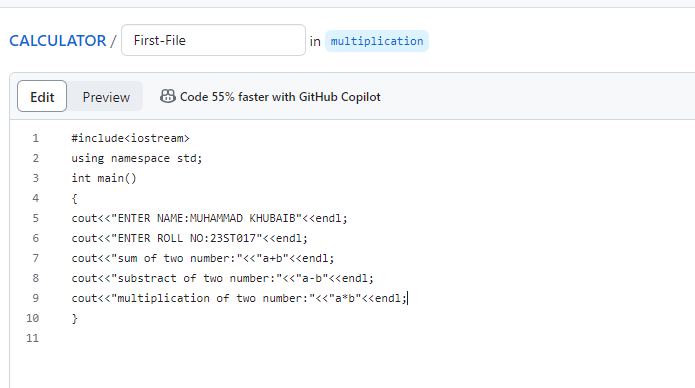 CALCULATOR / First-File in multiplication
Edit Preview Code 55% faster with GitHub Copilot
1 #include<iostream>
2 using namespace std;
3 int main()
4 {
5 cout<<"ENTER NAME:MUHAMMAD KHUBAIB"<<endl;
6 cout<<"ENTER ROLL NO:23ST017"<<endl;
7 cout<<"sum of two number:"<<"a+b"<<endl;
8 cout<<"substract of two number:"<<"a-b"<<endl;
9 cout<<"multiplication of two number:"<<"a*b"<<endl;
10 }
11